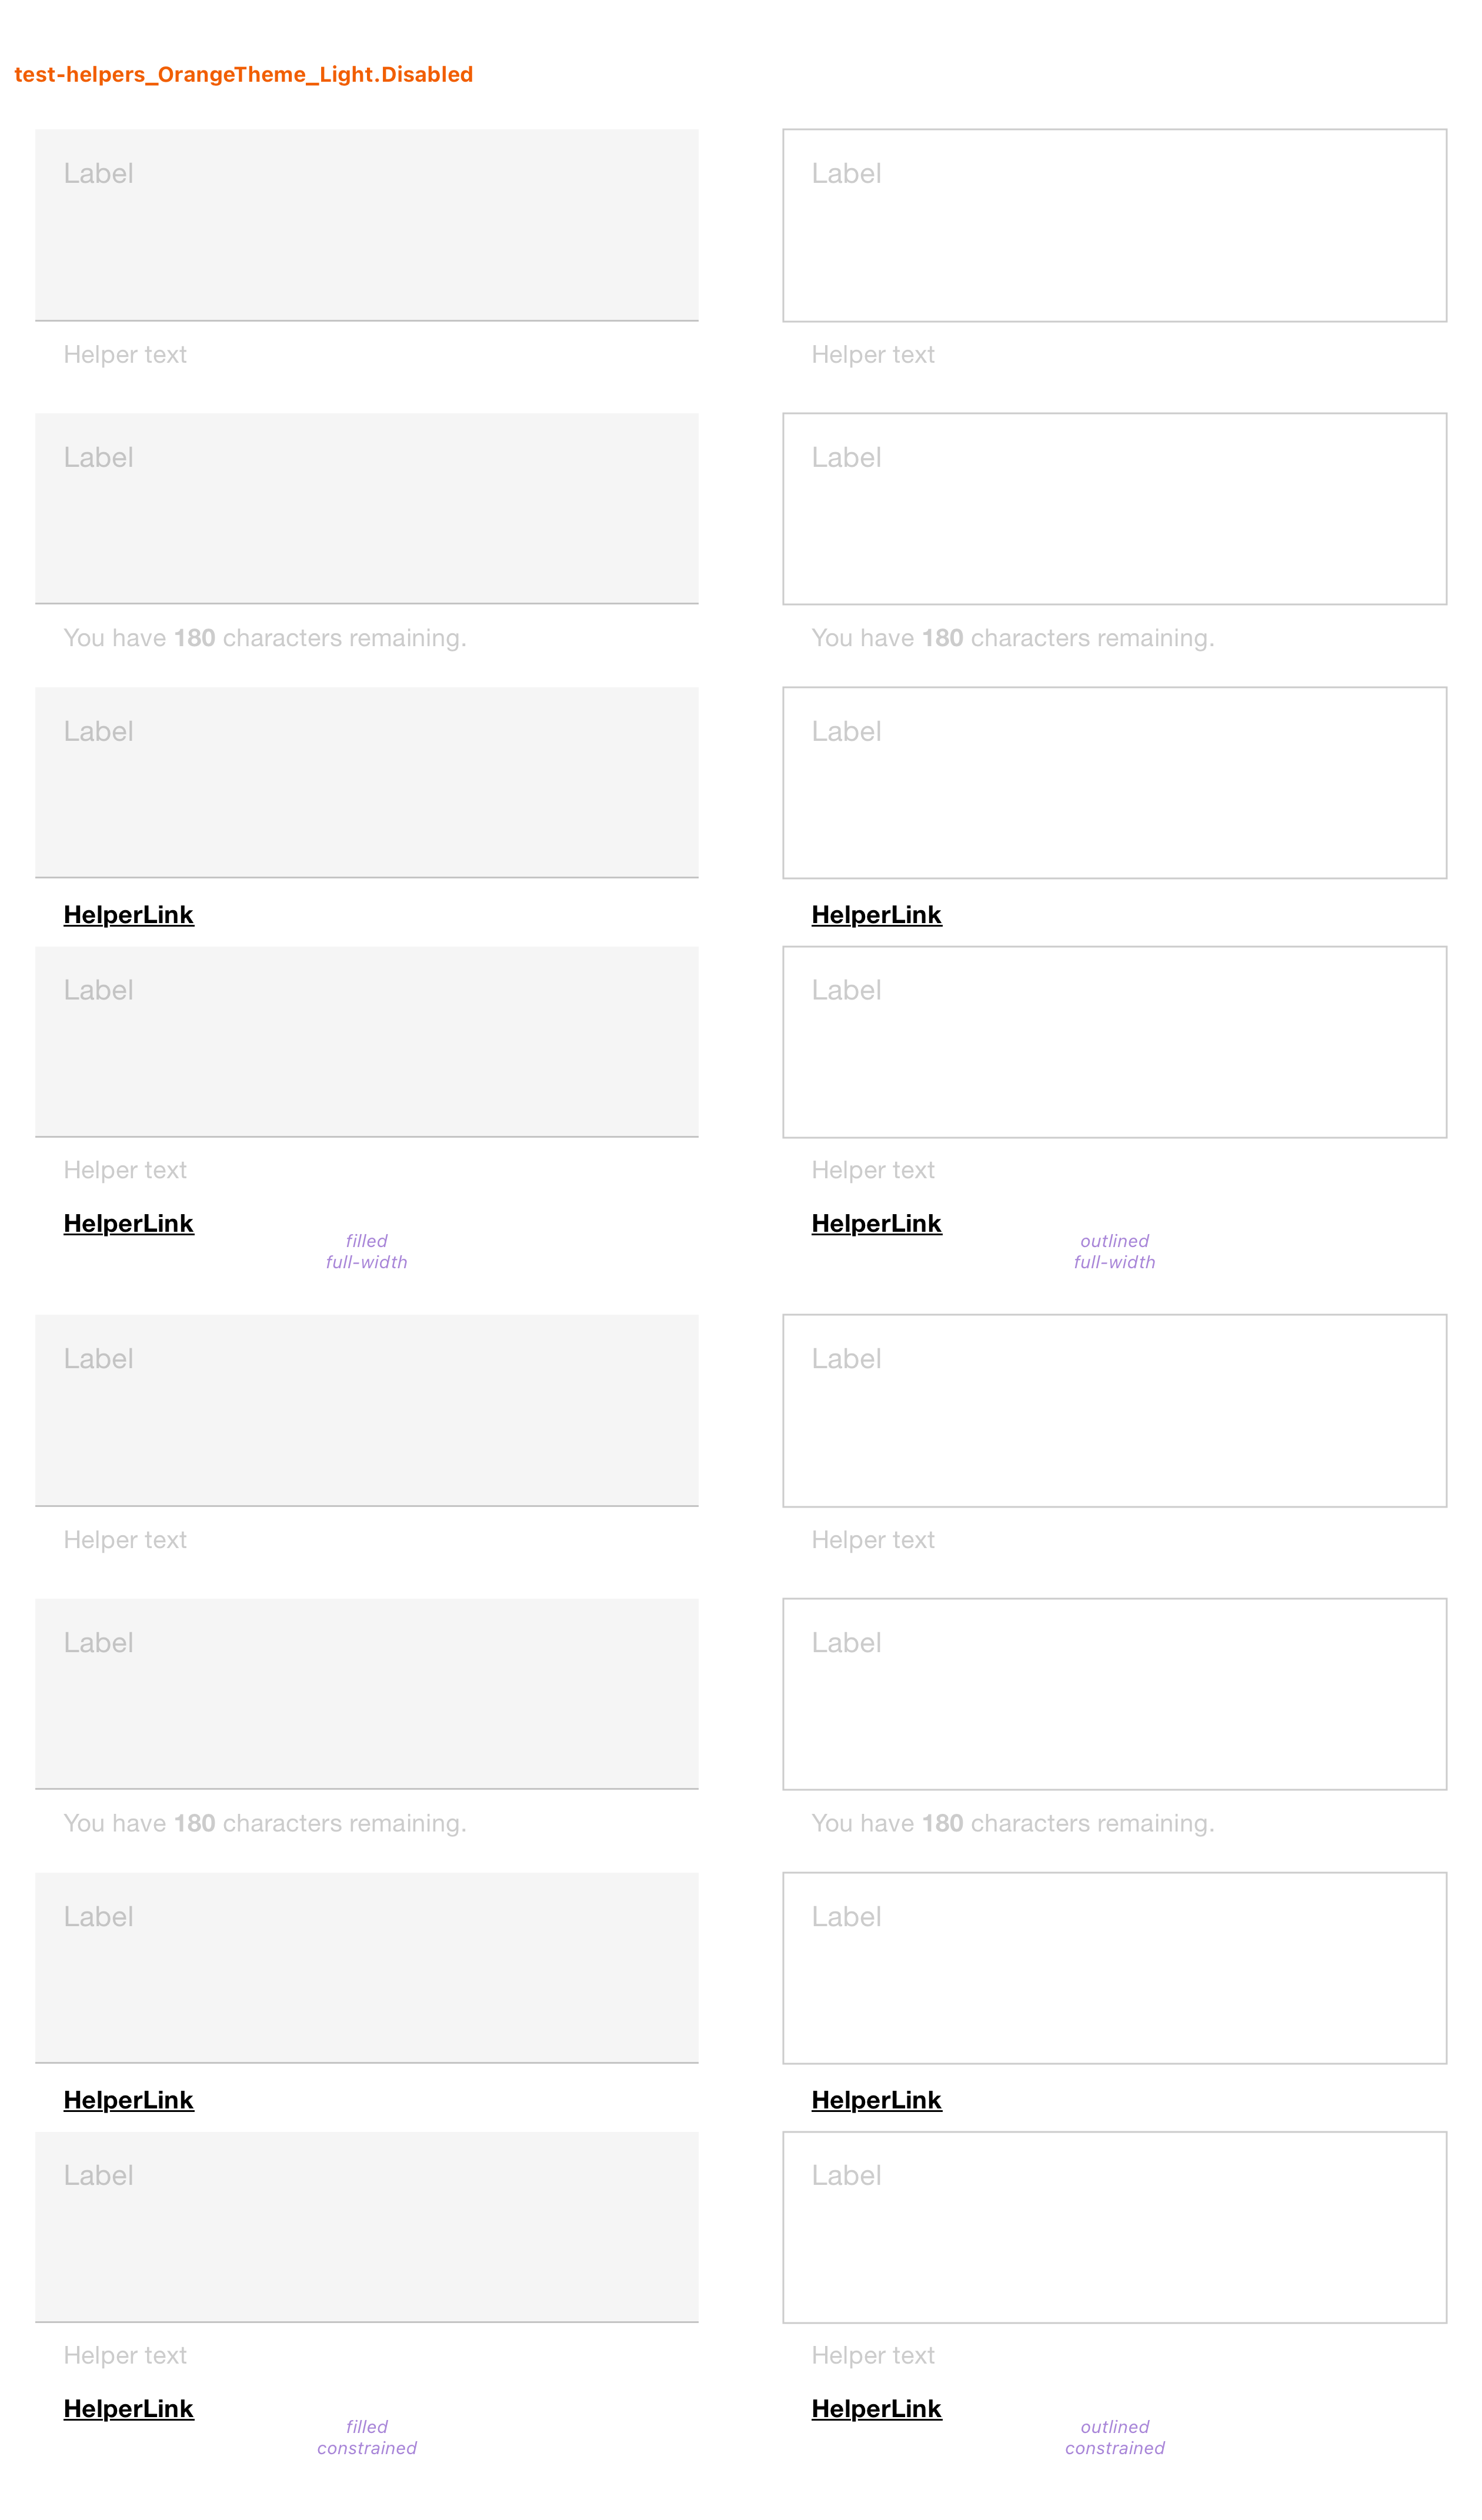 test-helpers_OrangeTheme_Light.Disabled
Label
Label
Helper text
Helper text
Label
Label
You have 180 characters remaining.
You have 180 characters remaining.
Label
Label
HelperLink
HelperLink
Label
Label
Helper text
Helper text
HelperLink
HelperLink
filled
full-width
outlined
full-width
Label
Label
Helper text
Helper text
Label
Label
You have 180 characters remaining.
You have 180 characters remaining.
Label
Label
HelperLink
HelperLink
Label
Label
Helper text
Helper text
HelperLink
HelperLink
filled
constrained
outlined
constrained